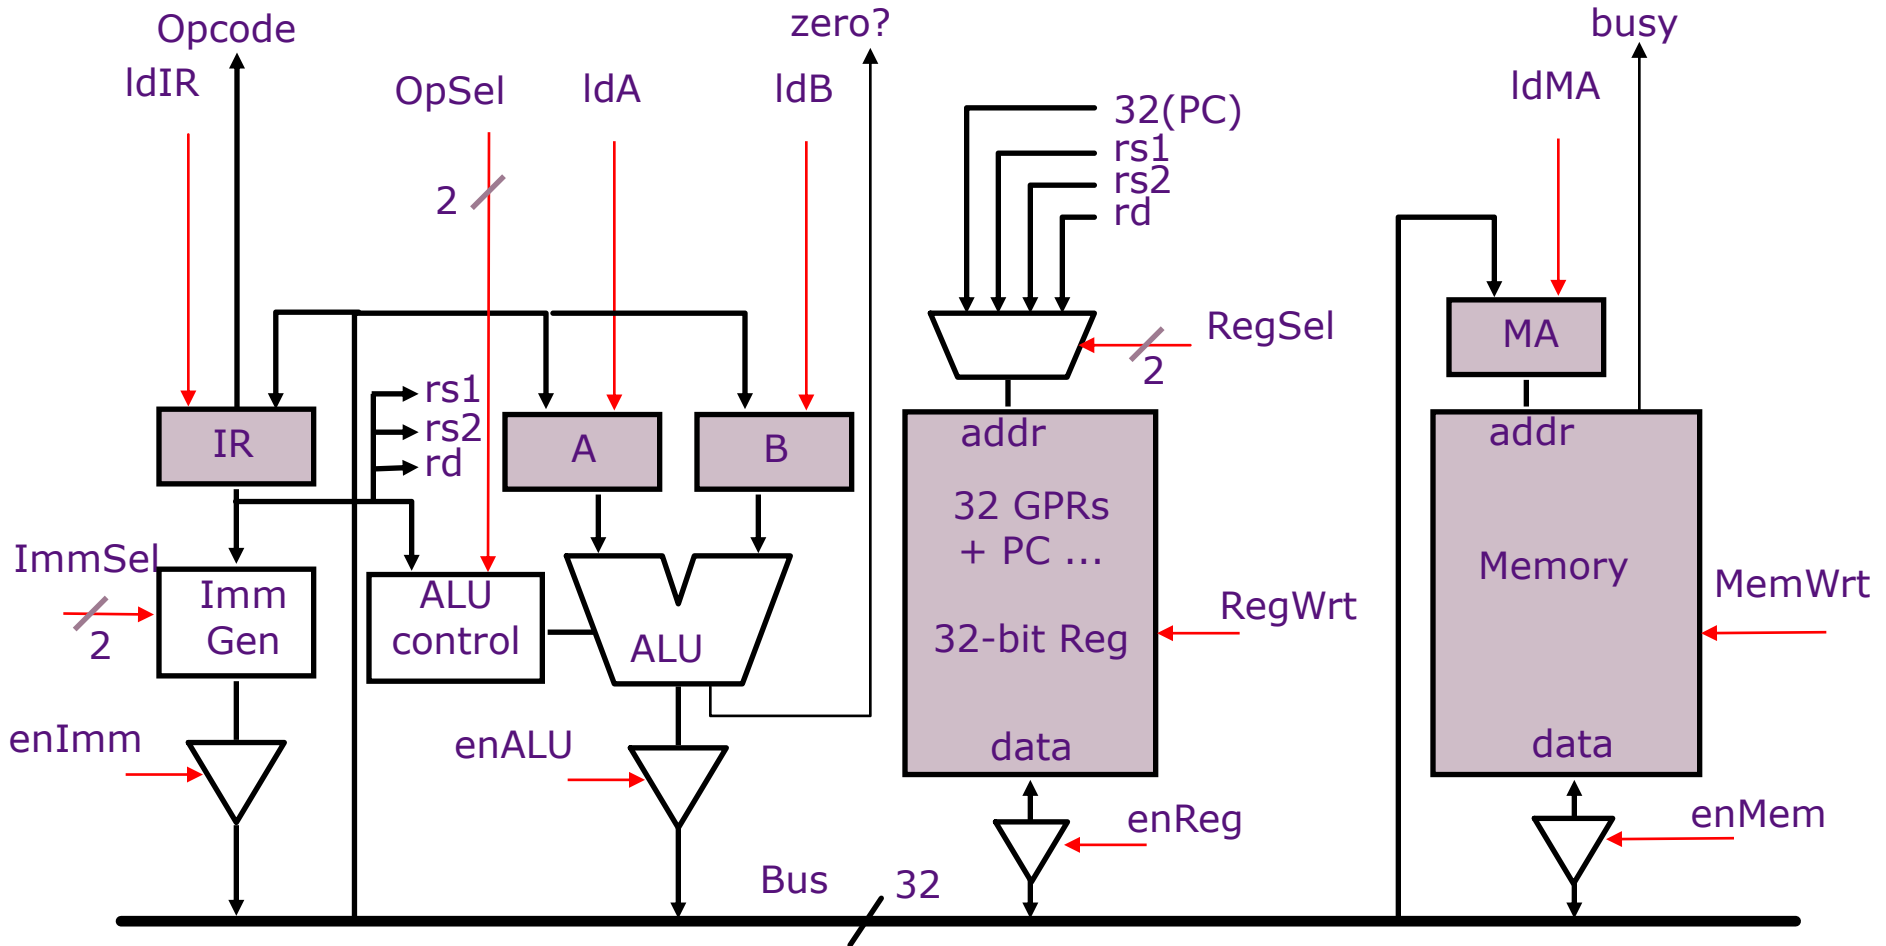 Opcode
zero?
busy
ldIR
OpSel
ldA
ldB
ldMA
32(PC)
rs1
rs2
rd
2
RegSel
2
MA
rs1
rs2
rd
IR
A
B
addr
addr
32 GPRs
+ PC ...
32-bit Reg
data
Memory
data
ImmSel
2
Imm
Gen
ALU
control
ALU
RegWrt
MemWrt
enImm
enALU
enReg
enMem
Bus
32